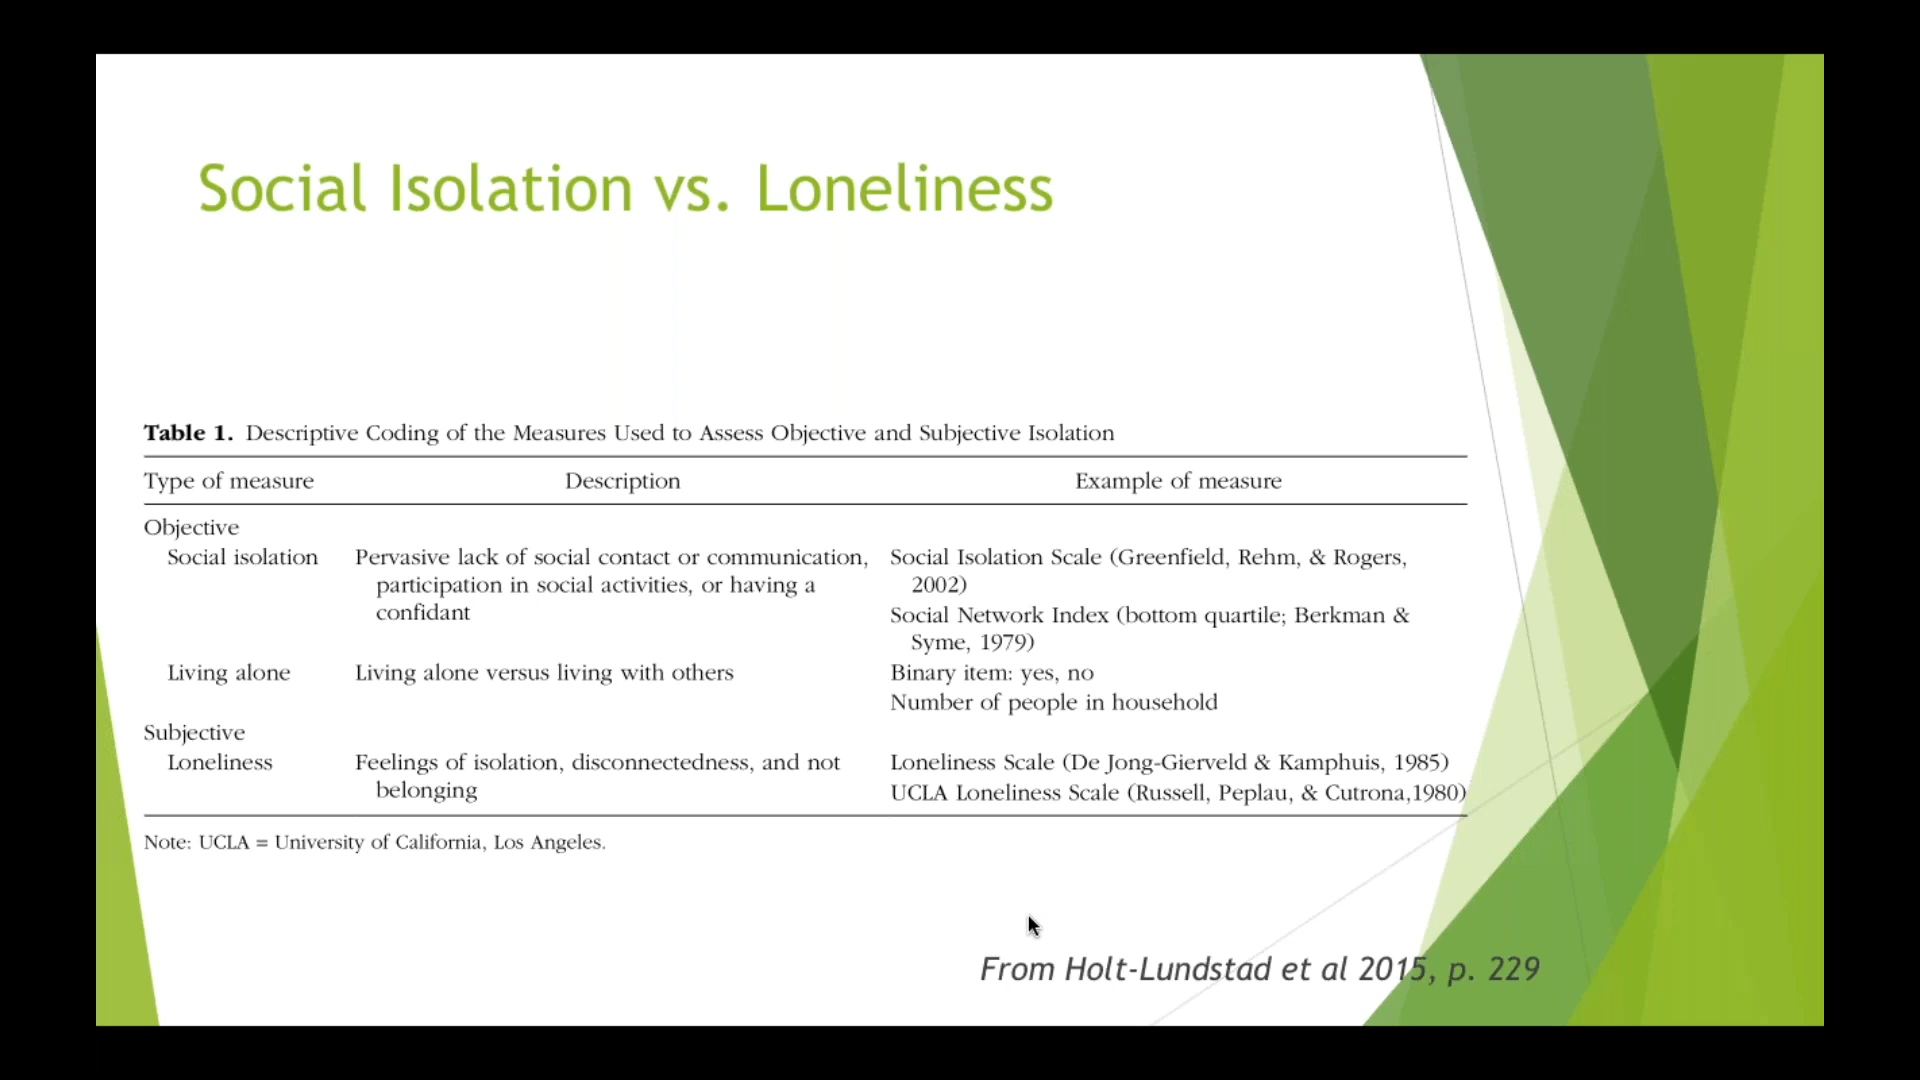 Social Isolation vs. Loneliness
Table 1. Descriptive Coding of the Measures Used to Assess Objective and Subjective Isolation
Type of measure Description Example of measure
Objective
Social isolation Pervasive lack of social contact or communication, Social Isolation Scale (Greenfield, Rehm, & Rogers,
participation in social activities, or having a 2002)
confidant Social Network Index (bottom quartile; Berkman &
Syme, 1979)
Living alone Living alone versus living with others Binary item: yes, no
Number of people in household
Subjective
Loneliness Feelings of isolation, disconnectedness, and not Loneliness Scale (De Jong-Gierveld & Kamphuis, 1985)
belonging UCLA Loneliness Scale (Russell, Peplau, & Cutrona,1980)
Note: UCLA = University of California, Los Angeles.
From Holt-Lundstad et al 2015, p. 229